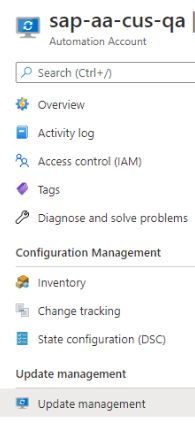 sap-aa-cus-qa |
Automation Account
Search (Ctrl+/)
Overview
Activity log
Access control (IAM)
Tags
Diagnose and solve problems
Configuration Management
Inventory
Change tracking
State configuration (DSC)
Update management
Update management